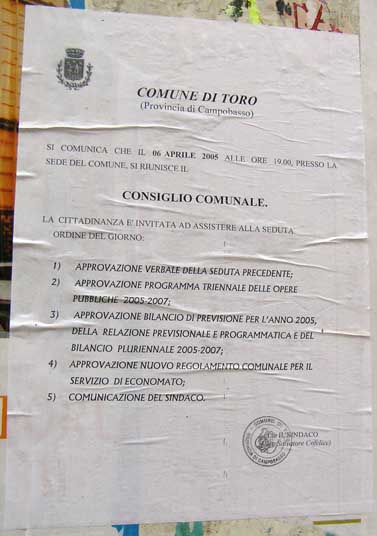 COMUNE DI TORO
(Provincia di Campobasso)
SI COMUNICA CHE IL 06 APRILE 2005 ALLE ORE 19.00, PRESSO LA
SEDE DEL COMUNE, SI RIUNISCE IL
CONSIGLIO COMUNALE.
LA CITTADINANZA E' INVITATA AD ASSISTERE ALLA SEDUTA
ORDINE DEL GIORNO:
1) APPROVAZIONE VERBALE DELLA SEDUTA PRECEDENTE;
2) APPROVAZIONE PROGRAMMA TRIENNALE DELLE OPERE
PUBBLICHE 2005-2007;
3) APPROVAZIONE BILANCIO DI PREVISIONE PER L'ANNO 2005,
DELLA RELAZIONE PREVISIONALE E PROGRAMMATICA E DEL
BILANCIO PLURIENNALE 2005-2007;
4) APPROVAZIONE NUOVO REGOLAMENTO COMUNALE PER IL
SERVIZIO DI ECONOMATO;
5) COMUNICAZIONE DEL SINDACO.
IL SINDACO